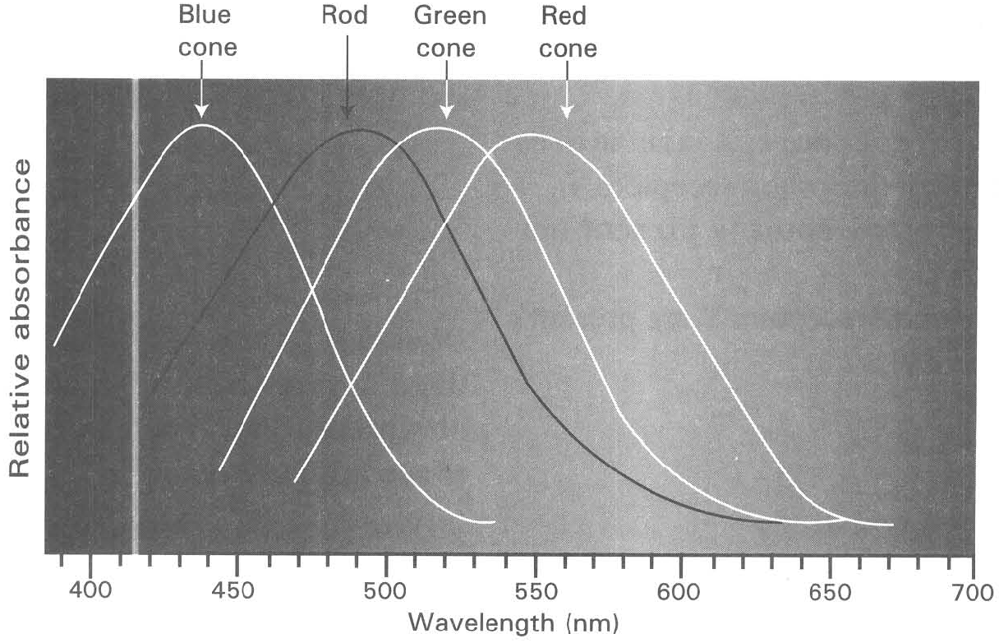 Blue
cone
Rod
Green
cone
Red
cone
Relative absorbance
400 450 500 550 600 650 700
Wavelength (nm)